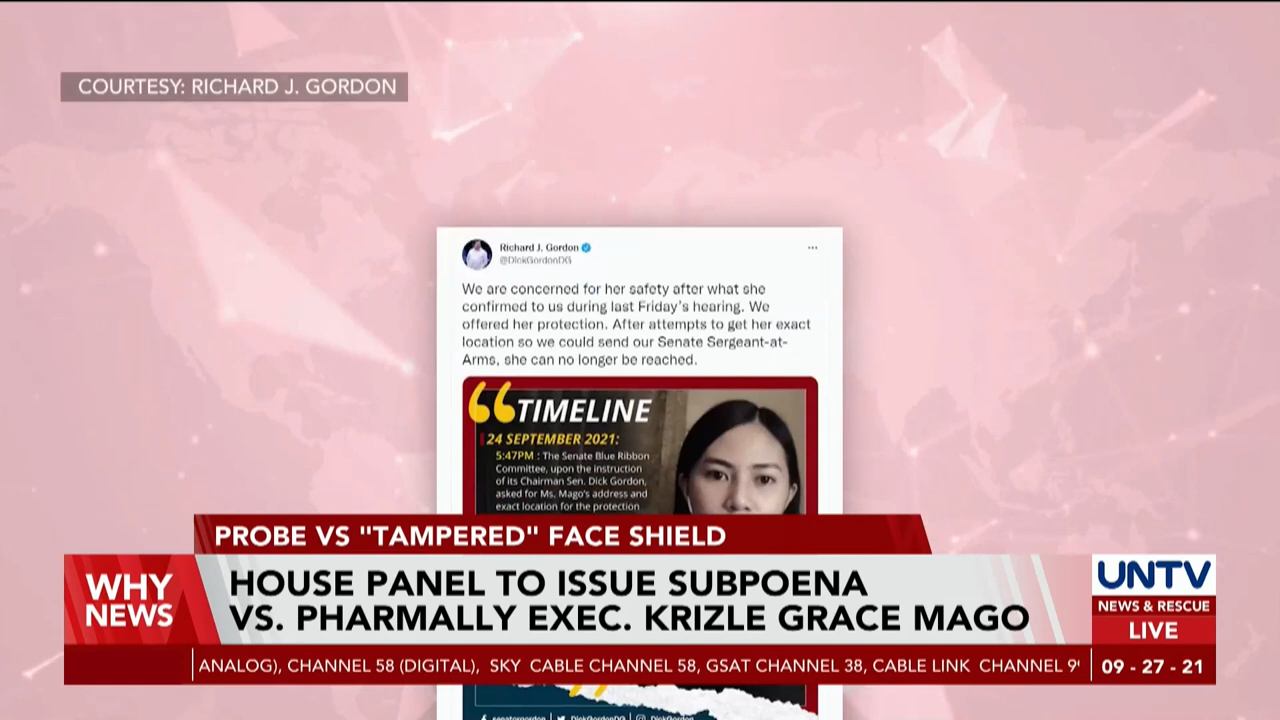 COURTESY: RICHARD J. GORDON
Richard J. Gordon
@DickGordonDG
We are concerned for her safety after what she
confirmed to us during last Friday's hearing. We
offered her protection. After attempts to get her exact
location so we could send our Senate Sergeant-at-
Arms, she can no longer be reached.
TIMELINE
24 SEPTEMBER 2021:
5:47PM : The Senate Blue Ribbon
Committee, upon the instruction
of its Chairman Sen. Dick Gordon,
asked for Ms. Mago's address and
exact location for the protection
PROBE VS "TAMPERED" FACE SHIELD
WHY
NEWS
HOUSE PANEL TO ISSUE SUBPOENA
VS. PHARMALLY EXEC. KRIZLE GRACE MAGO
UNTV
NEWS & RESCUE
LIVE
ANALOG), CHANNEL 58 (DIGITAL), SKY CABLE CHANNEL 58, GSAT CHANNEL 38, CABLE LINK CHANNEL
09 - 27 - 21
senatorgordon | DickGordonDG | DickGordon